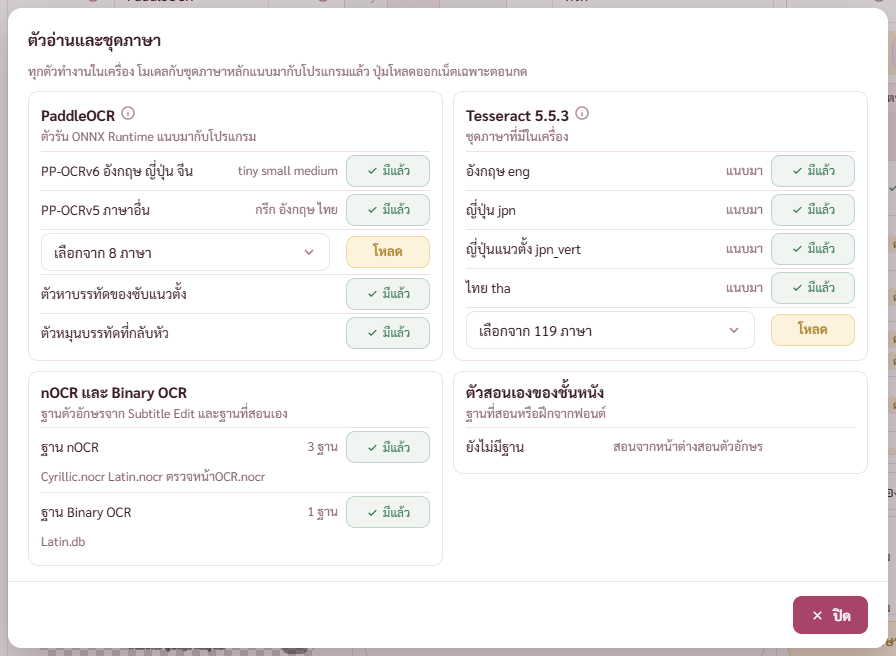 ตัวอ่านและชุดภาษา
ทุกตัวทำงานในเครื่อง โมเดลกับชุดภาษาหลักแนบมากับโปรแกรมแล้ว ปุ่มโหลดออกเน็ตเฉพาะตอนกด
PaddleOCR
ตัวรัน ONNX Runtime แนบมากับโปรแกรม
PP-OCRv6 อังกฤษ ญี่ปุ่น จีน tiny small medium มีแล้ว
PP-OCRv5 ภาษาอื่น กรีก อังกฤษ ไทย มีแล้ว
เลือกจาก 8 ภาษา โหลด
ตัวหาบรรทัดของซับแนวตั้ง มีแล้ว
ตัวหมุนบรรทัดที่กลับหัว มีแล้ว
Tesseract 5.5.3
ชุดภาษาที่มีในเครื่อง
อังกฤษ eng แนบมา มีแล้ว
ญี่ปุ่น jpn แนบมา มีแล้ว
ญี่ปุ่นแนวตั้ง jpn_vert แนบมา มีแล้ว
ไทย tha แนบมา มีแล้ว
เลือกจาก 119 ภาษา โหลด
nOCR และ Binary OCR
ฐานตัวอักษรจาก Subtitle Edit และฐานที่สอนเอง
ฐาน nOCR 3 ฐาน มีแล้ว
Cyrillic.nocr Latin.nocr ตรวจหน้าOCR.nocr
ฐาน Binary OCR 1 ฐาน มีแล้ว
Latin.db
ตัวสอนเองของชั้นหนัง
ฐานที่สอนหรือฝึกจากฟอนต์
ยังไม่มีฐาน สอนจากหน้าต่างสอนตัวอักษร
ปิด